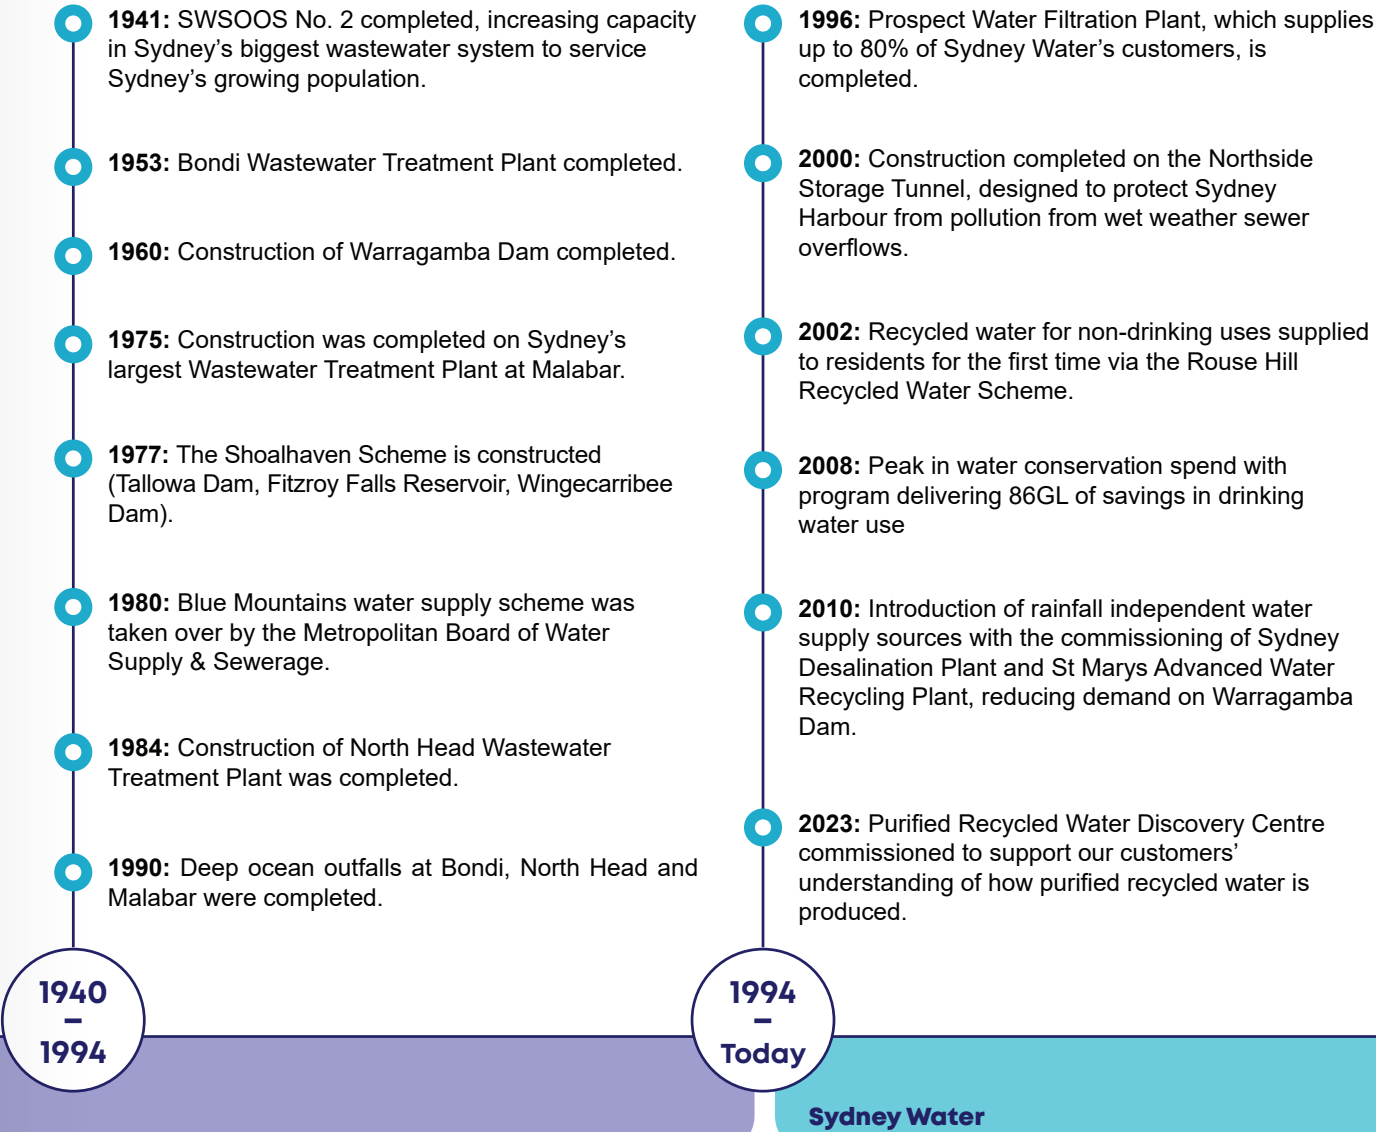 1941: SWSOOS No. 2 completed, increasing capacity
in Sydney’s biggest wastewater system to service
Sydney’s growing population.
1953: Bondi Wastewater Treatment Plant completed.
1960: Construction of Warragamba Dam completed.
1975: Construction was completed on Sydney’s
largest Wastewater Treatment Plant at Malabar.
1977: The Shoalhaven Scheme is constructed
(Tallowa Dam, Fitzroy Falls Reservoir, Wingecarribee
Dam).
1980: Blue Mountains water supply scheme was
taken over by the Metropolitan Board of Water
Supply & Sewerage.
1984: Construction of North Head Wastewater
Treatment Plant was completed.
1990: Deep ocean outfalls at Bondi, North Head and
Malabar were completed.
1940
–
1994
1996: Prospect Water Filtration Plant, which supplies
up to 80% of Sydney Water’s customers, is
completed.
2000: Construction completed on the Northside
Storage Tunnel, designed to protect Sydney
Harbour from pollution from wet weather sewer
overflows.
2002: Recycled water for non-drinking uses supplied
to residents for the first time via the Rouse Hill
Recycled Water Scheme.
2008: Peak in water conservation spend with
program delivering 86GL of savings in drinking
water use
2010: Introduction of rainfall independent water
supply sources with the commissioning of Sydney
Desalination Plant and St Marys Advanced Water
Recycling Plant, reducing demand on Warragamba
Dam.
2023: Purified Recycled Water Discovery Centre
commissioned to support our customers’
understanding of how purified recycled water is
produced.
1994
–
Today
Sydney Water